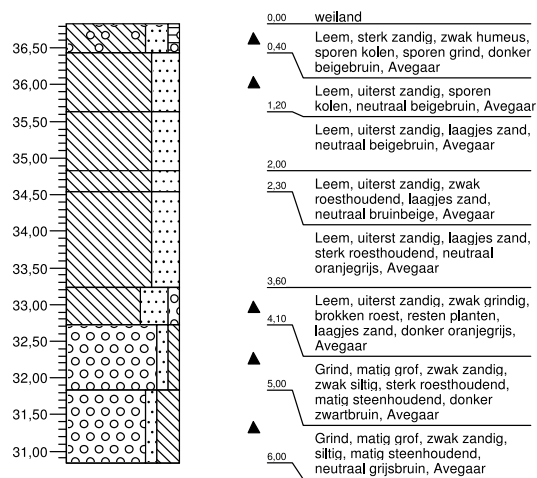 0,00 weiland
36,50
Leem, sterk zandig, zwak humeus,
sporen kolen, sporen grind, donker
0,40
beigebruin, Avegaar
36,00
Leem, uiterst zandig, sporen
kolen, neutraal beigebruin, Avegaar
1,20
35,50
Leem, uiterst zandig, laagjes zand,
neutraal beigebruin, Avegaar
35,00
2,00
34,50
Leem, uiterst zandig, zwak
2,30
roesthoudend, laagjes zand,
neutraal bruinbeige, Avegaar
34,00
Leem, uiterst zandig, laagjes zand,
sterk roesthoudend, neutraal
oranjegrijs, Avegaar
33,50
3,60
33,00
Leem, uiterst zandig, zwak grindig,
brokken roest, resten planten,
4,10
laagjes zand, donker oranjegrijs,
Avegaar
32,50
Grind, matig grof, zwak zandig,
32,00
zwak siltig, sterk roesthoudend,
5,00
matig steenhoudend, donker
zwartbruin, Avegaar
31,50
Grind, matig grof, zwak zandig,
siltig, matig steenhoudend,
31,00
6,00
neutraal grijsbruin, Avegaar